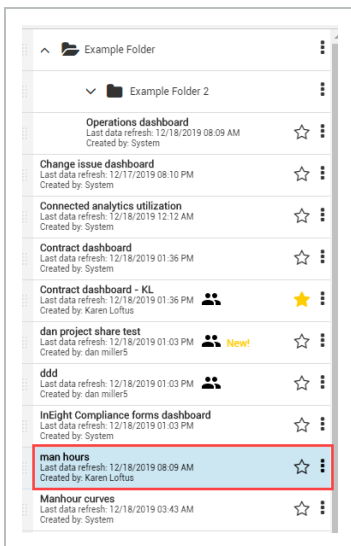 Example Folder
Example Folder 2
Operations dashboard
Last data refresh: 12/18/2019 08:09 AM
Created by: System
Change issue dashboard
Last data refresh: 12/17/2019 08:10 PM
Created by: System
Connected analytics utilization
Last data refresh: 12/18/2019 12:12 AM
Created by: System
Contract dashboard
Last data refresh: 12/18/2019 01:36 PM
Created by: System
Contract dashboard - KL
Last data refresh: 12/18/2019 01:36 PM
Created by: Karen Loftus
dan project share test
Last data refresh: 12/18/2019 01:03 PM New!
Created by: dan miller5
ddd
Last data refresh: 12/18/2019 01:03 PM
Created by: dan miller5
InEight Compliance forms dashboard
Last data refresh: 12/18/2019 01:03 PM
Created by: System
man hours
Last data refresh: 12/18/2019 08:09 AM
Created by: Karen Loftus
Manhour curves
Last data refresh: 12/18/2019 03:43 AM
Created by: System